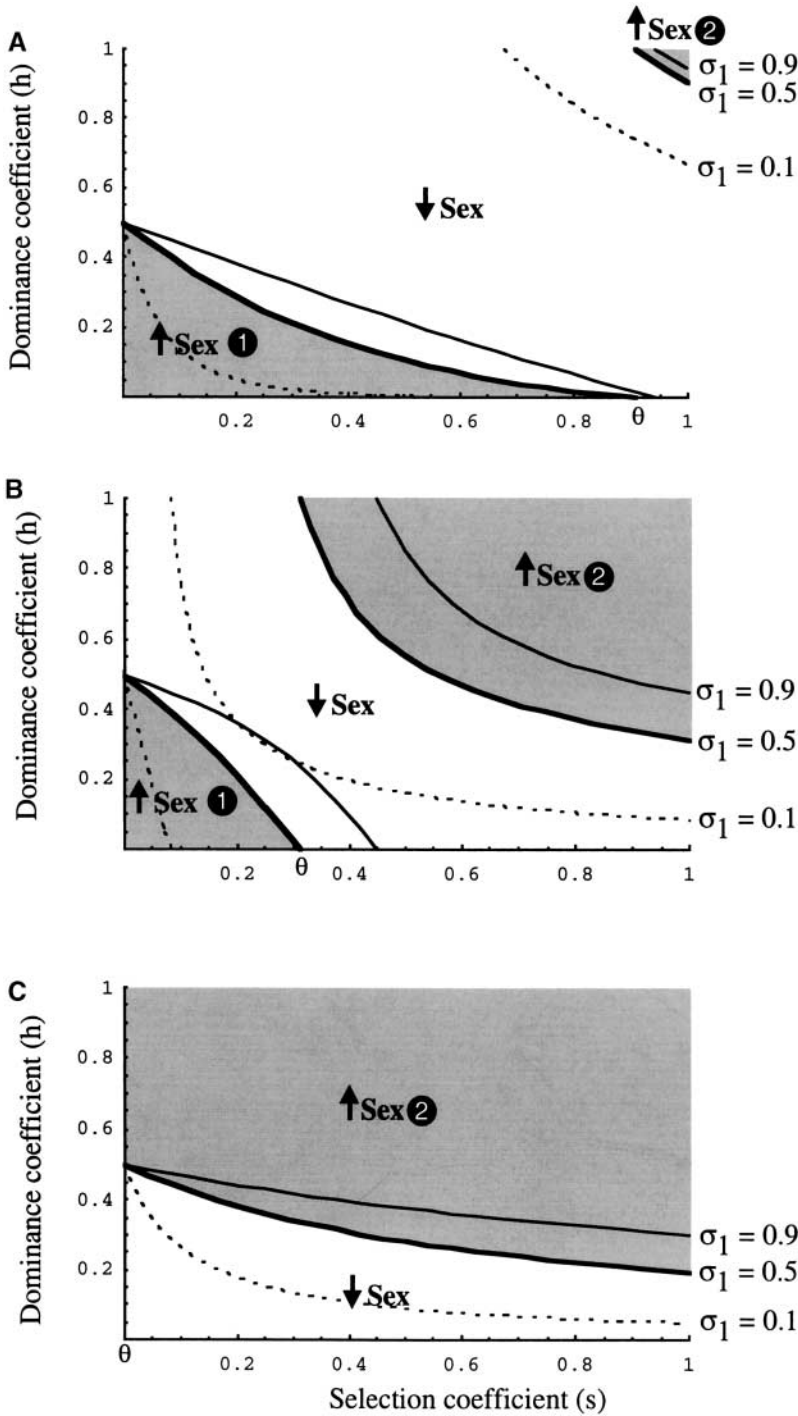 A
Dominance coefficient (h)
1
0.8
0.6
0.4
0.2
↑ Sex ❷
σ1 = 0.9
σ1 = 0.5
σ1 = 0.1
↓ Sex
↑ Sex ❶
0.2
0.4
0.6
0.8
θ
1
B
Dominance coefficient (h)
1
0.8
0.6
0.4
0.2
↑ Sex ❷
σ1 = 0.9
σ1 = 0.5
σ1 = 0.1
↓ Sex
↑ Sex ❶
0.2
θ
0.4
0.6
0.8
1
C
Dominance coefficient (h)
1
0.8
0.6
0.4
0.2
↑ Sex ❷
σ1 = 0.9
σ1 = 0.5
σ1 = 0.1
↓ Sex
θ
0.2
0.4
0.6
0.8
1
Selection coefficient (s)